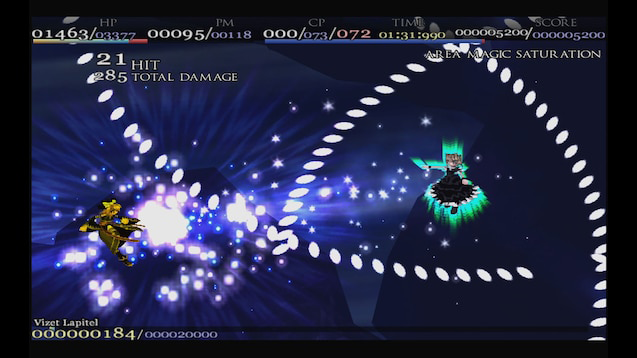 HP PM CP TIME SCORE
01463/03377 00095/00118 000/073/072 01:31:990 000005200/000005200
AREA MAGIC SATURATION
21 HIT
285 TOTAL DAMAGE
Vizet Lapitel
000000184/000020000